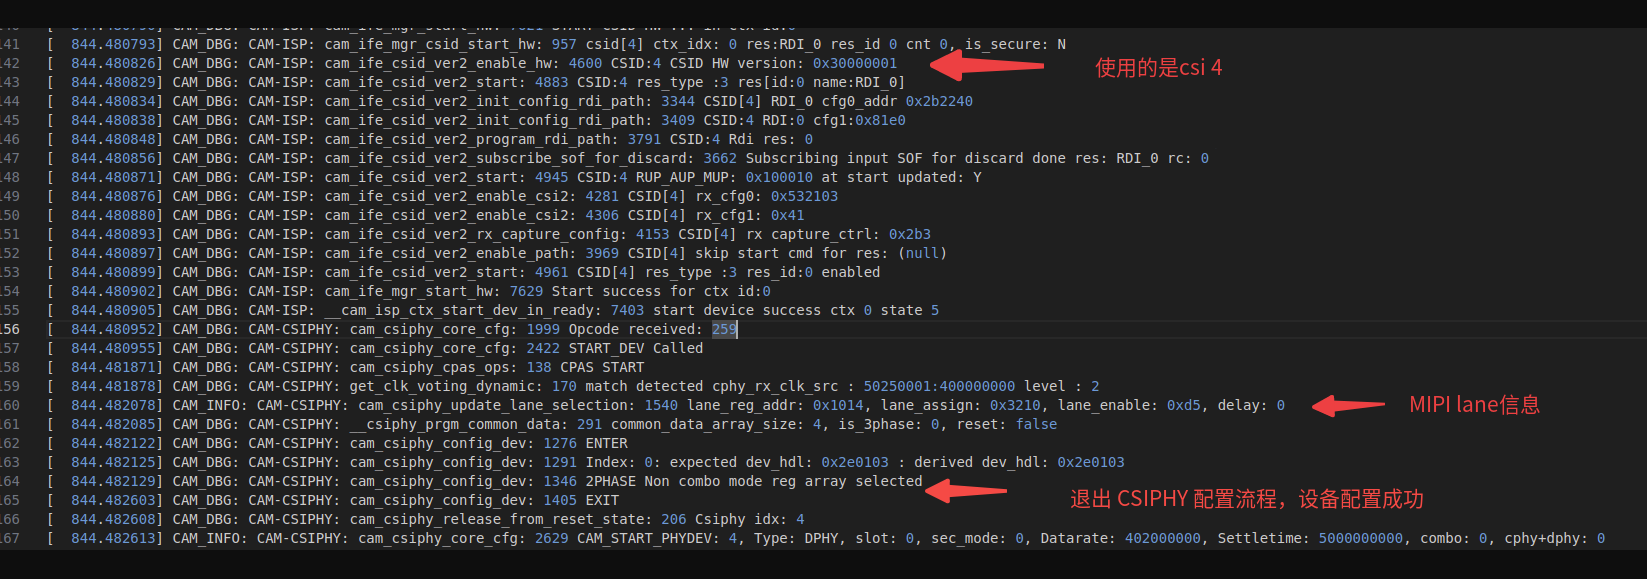 141 [  844.480793] CAM_DBG: CAM-ISP: cam_ife_mgr_csid_start_hw: 957 csid[4] ctx_idx: 0 res:RDI_0 res_id 0 cnt 0, is_secure: N
142 [  844.480826] CAM_DBG: CAM-ISP: cam_ife_csid_ver2_enable_hw: 4600 CSID:4 CSID HW version: 0x30000001
使用的是csi 4
143 [  844.480829] CAM_DBG: CAM-ISP: cam_ife_csid_ver2_start: 4883 CSID:4 res_type :3 res[id:0 name:RDI_0]
144 [  844.480834] CAM_DBG: CAM-ISP: cam_ife_csid_ver2_init_config_rdi_path: 3344 CSID[4] RDI_0 cfg0_addr 0x2b2240
145 [  844.480838] CAM_DBG: CAM-ISP: cam_ife_csid_ver2_init_config_rdi_path: 3409 CSID:4 RDI:0 cfg1:0x81e0
146 [  844.480848] CAM_DBG: CAM-ISP: cam_ife_csid_ver2_program_rdi_path: 3791 CSID:4 Rdi res: 0
147 [  844.480856] CAM_DBG: CAM-ISP: cam_ife_csid_ver2_subscribe_sof_for_discard: 3662 Subscribing input SOF for discard done res: RDI_0 rc: 0
148 [  844.480871] CAM_DBG: CAM-ISP: cam_ife_csid_ver2_start: 4945 CSID:4 RUP_AUP_MUP: 0x100010 at start updated: Y
149 [  844.480876] CAM_DBG: CAM-ISP: cam_ife_csid_ver2_enable_csi2: 4281 CSID[4] rx_cfg0: 0x532103
150 [  844.480880] CAM_DBG: CAM-ISP: cam_ife_csid_ver2_enable_csi2: 4306 CSID[4] rx_cfg1: 0x41
151 [  844.480893] CAM_DBG: CAM-ISP: cam_ife_csid_ver2_rx_capture_config: 4153 CSID[4] rx capture_ctrl: 0x2b3
152 [  844.480897] CAM_DBG: CAM-ISP: cam_ife_csid_ver2_enable_path: 3969 CSID[4] skip start cmd for res: (null)
153 [  844.480899] CAM_DBG: CAM-ISP: cam_ife_csid_ver2_start: 4961 CSID[4] res_type :3 res_id:0 enabled
154 [  844.480902] CAM_DBG: CAM-ISP: cam_ife_mgr_start_hw: 7629 Start success for ctx id:0
155 [  844.480905] CAM_DBG: CAM-ISP: __cam_isp_ctx_start_dev_in_ready: 7403 start device success ctx 0 state 5
156 [  844.480952] CAM_DBG: CAM-CSIPHY: cam_csiphy_core_cfg: 1999 Opcode received: 259
157 [  844.480955] CAM_DBG: CAM-CSIPHY: cam_csiphy_core_cfg: 2422 START_DEV Called
158 [  844.481871] CAM_DBG: CAM-CSIPHY: cam_csiphy_cpas_ops: 138 CPAS START
159 [  844.481878] CAM_DBG: CAM-CSIPHY: get_clk_voting_dynamic: 170 match detected cphy_rx_clk_src : 50250001:400000000 level : 2
160 [  844.482078] CAM_INFO: CAM-CSIPHY: cam_csiphy_update_lane_selection: 1540 lane_reg_addr: 0x1014, lane_assign: 0x3210, lane_enable: 0xd5, delay: 0
MIPI lane信息
161 [  844.482085] CAM_DBG: CAM-CSIPHY: __csiphy_prgm_common_data: 291 common_data_array_size: 4, is_3phase: 0, reset: false
162 [  844.482122] CAM_DBG: CAM-CSIPHY: cam_csiphy_config_dev: 1276 ENTER
163 [  844.482125] CAM_DBG: CAM-CSIPHY: cam_csiphy_config_dev: 1291 Index: 0: expected dev_hdl: 0x2e0103 : derived dev_hdl: 0x2e0103
164 [  844.482129] CAM_DBG: CAM-CSIPHY: cam_csiphy_config_dev: 1346 2PHASE Non combo mode reg array selected
165 [  844.482603] CAM_DBG: CAM-CSIPHY: cam_csiphy_config_dev: 1405 EXIT
退出 CSIPHY 配置流程，设备配置成功
166 [  844.482608] CAM_DBG: CAM-CSIPHY: cam_csiphy_release_from_reset_state: 206 Csiphy idx: 4
167 [  844.482613] CAM_INFO: CAM-CSIPHY: cam_csiphy_core_cfg: 2629 CAM_START_PHYDEV: 4, Type: DPHY, slot: 0, sec_mode: 0, Datarate: 402000000, Settletime: 5000000000, combo: 0, cphy+dphy: 0